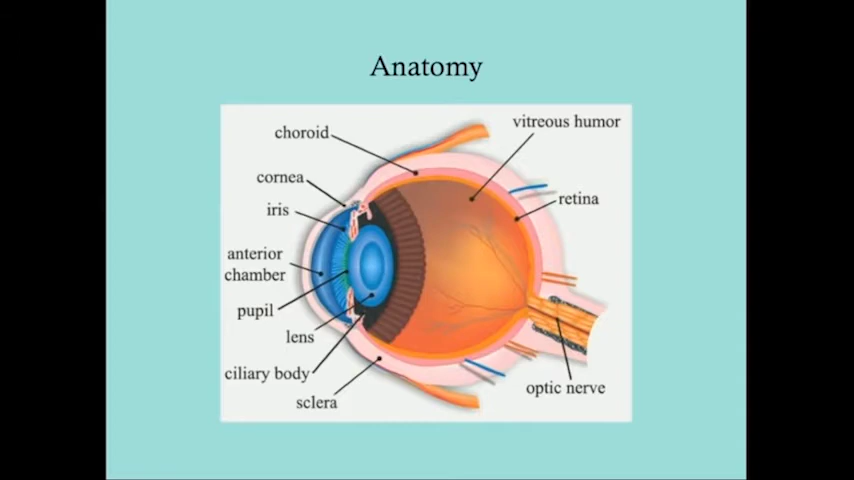 Anatomy
choroid
vitreous humor
cornea
retina
iris
anterior
chamber
pupil
lens
ciliary body
optic nerve
sclera